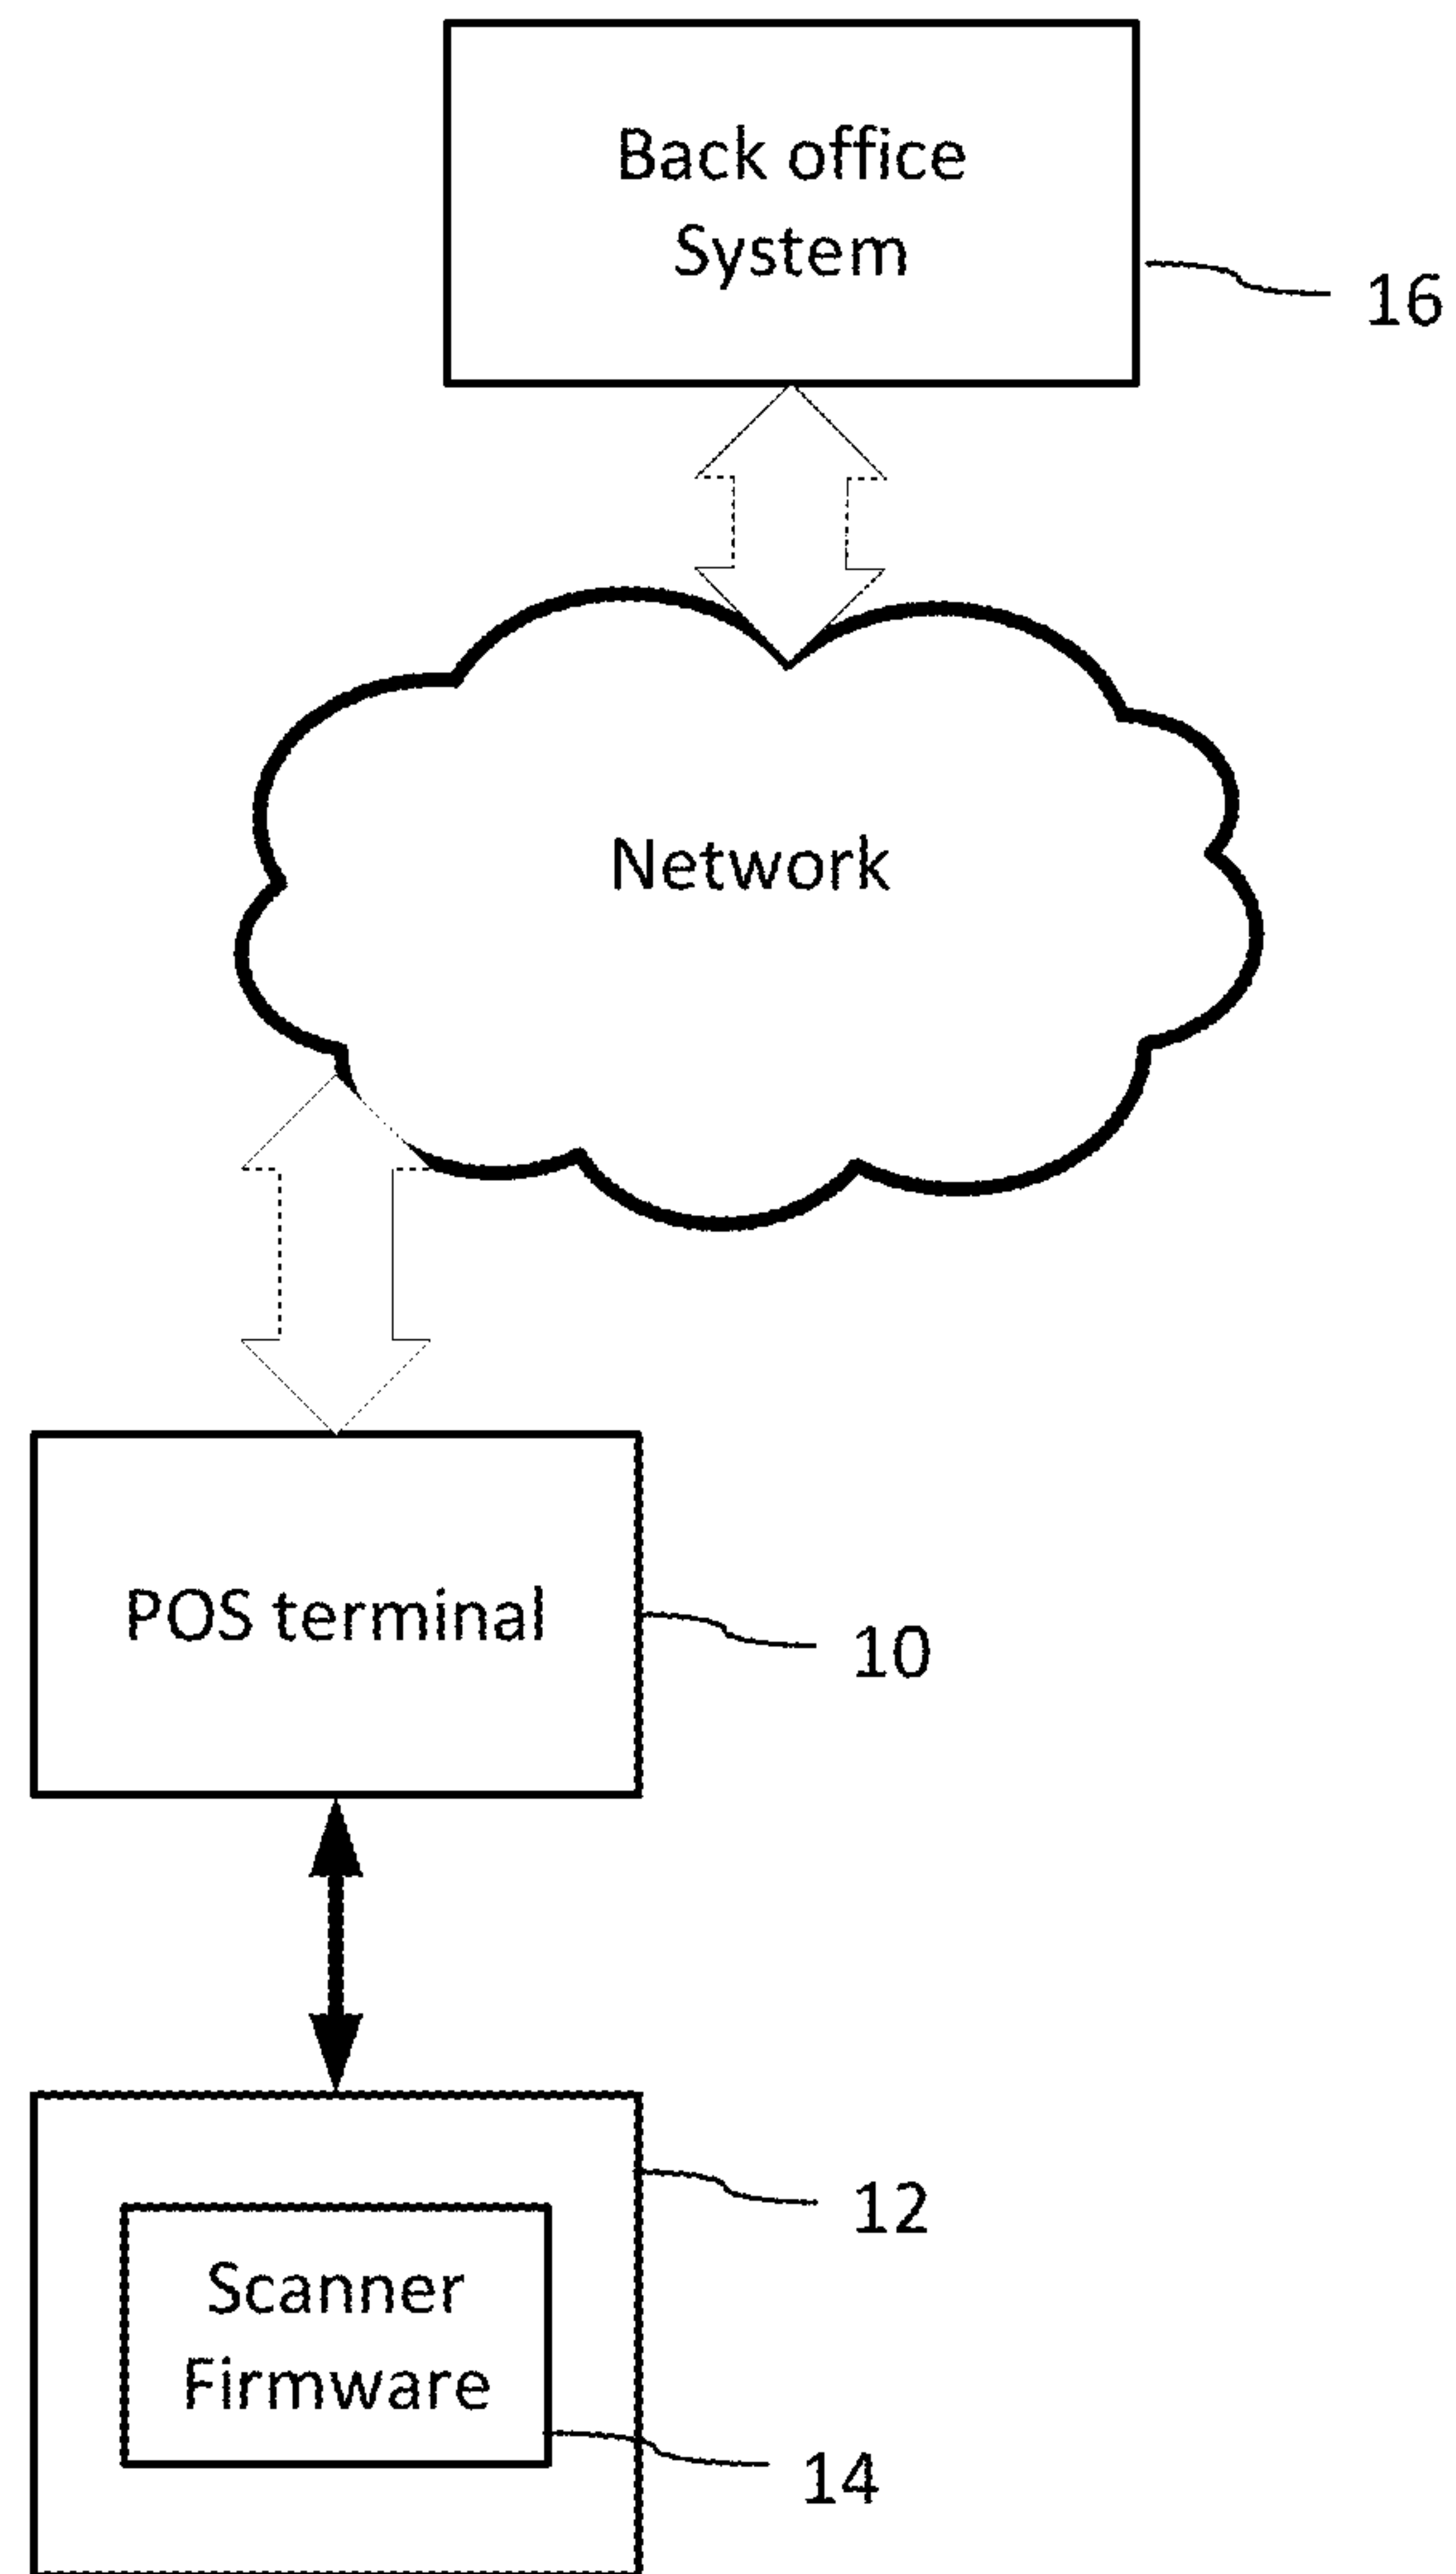 Back office
System
16
Network
POS terminal
10
12
Scanner
Firmware
14